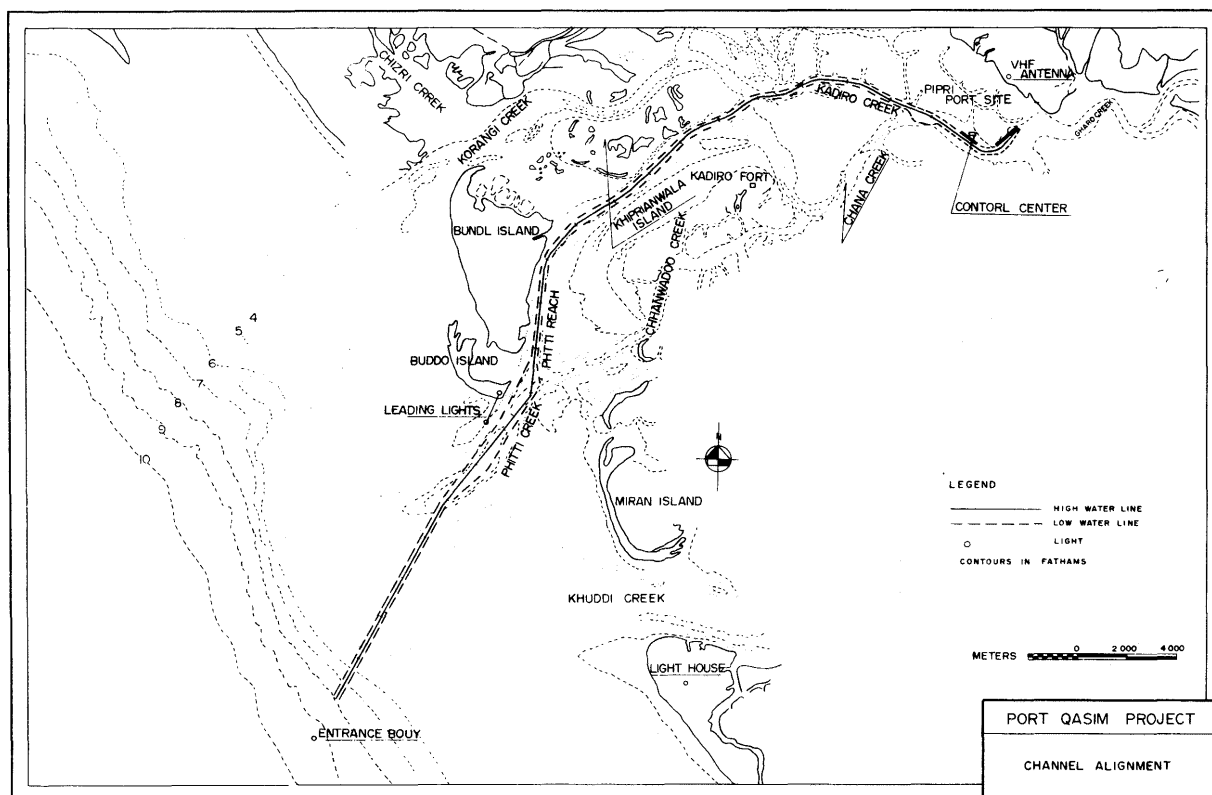 CHIZRI CRREK
KORANGI CREEK
VHF
ANTENNA
PIPRI
PORT SITE
KADIRO CREEK
GHARO CREEK
KADIRO FORT
CHANA CREEK
CONTORL CENTER
KHIPRIANWALA
ISLAND
BUNDL ISLAND
CHHANWADOO CREEK
PHTTI REACH
4
5
6
7
8
9
10
BUDDO ISLAND
LEADING LIGHTS
PHITTI CREEK
N
MIRAN ISLAND
LEGEND
HIGH WATER LINE
LOW WATER LINE
LIGHT
CONTOURS IN FATHAMS
KHUDDI CREEK
LIGHT HOUSE
METERS 0 2 000 4 000
ENTRANCE BOUY
PORT QASIM PROJECT
CHANNEL ALIGNMENT